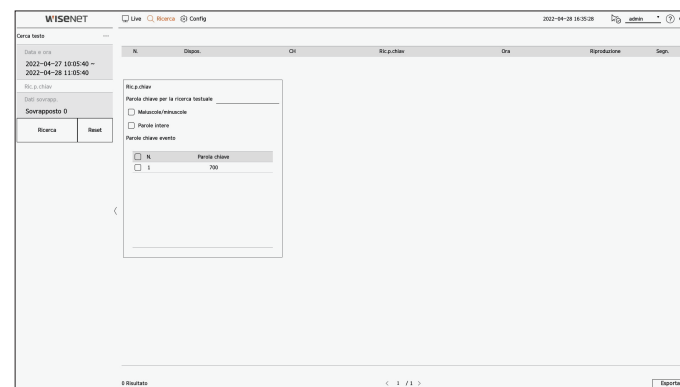 WISENET
Live Ricerca Config 2022-04-28 16:35:28 admin
Cerca testo
Data e ora
2022-04-27 10:05:40 ~
2022-04-28 11:05:40
Ric.p.chiav
Dati sovrapp.
Sovrapposto 0
Ricerca Reset
N. Dispos. CH Ric.p.chiav Ora Riproduzione Segn.
Ric.p.chiav
Parola chiave per la ricerca testuale
Maiuscole/minuscole
Parole intere
Parole chiave evento
N. Parola chiave
1 700
0 Risultato < 1 / 1 > Esporta